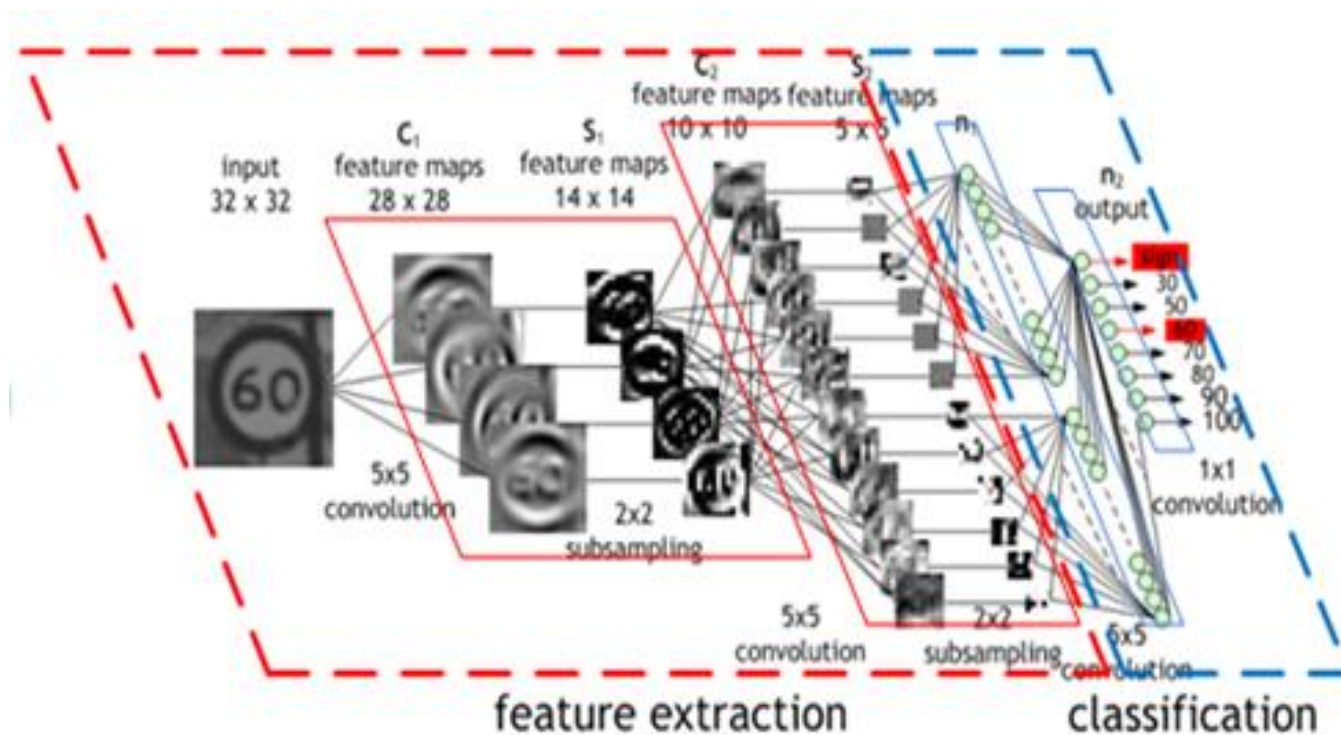 input
32 x 32
C1
feature maps
28 x 28
S1
feature maps
14 x 14
C2
feature maps
10 x 10
S2
feature maps
5 x 5
n1
n2
output
sign
30
50
60
70
80
90
100
60
5x5
convolution
2x2
subsampling
5x5
convolution
2x2
subsampling
5x5
convolution
1x1
convolution
feature extraction
classification